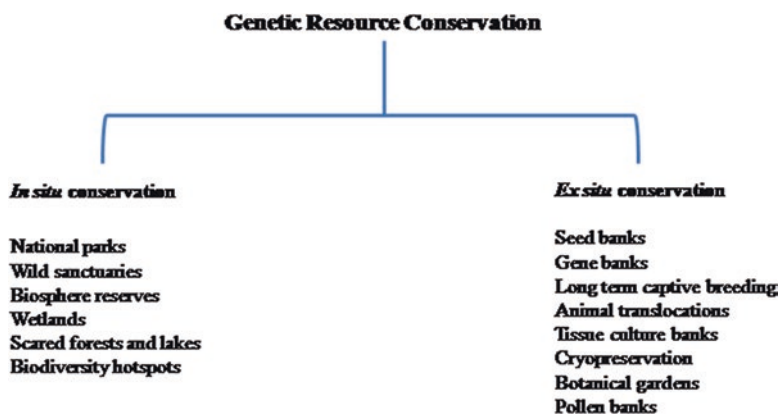 Genetic Resource Conservation
In situ conservation
National parks
Wild sanctuaries
Biosphere reserves
Wetlands
Scared forests and lakes
Biodiversity hotspots
Ex situ conservation
Seed banks
Gene banks
Long term captive breeding;
Animal translocations
Tissue culture banks
Cryopreservation
Botanical gardens
Pollen banks